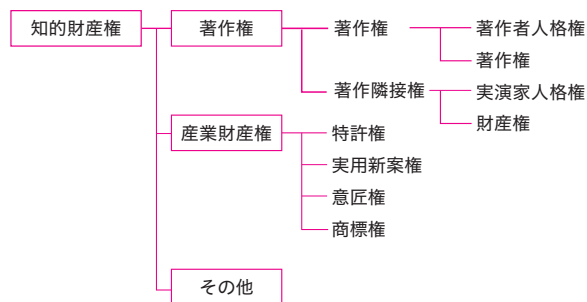 知的財産権
著作権
著作権
著作者人格権
著作権
著作隣接権
実演家人格権
財産権
産業財産権
特許権
実用新案権
意匠権
商標権
その他